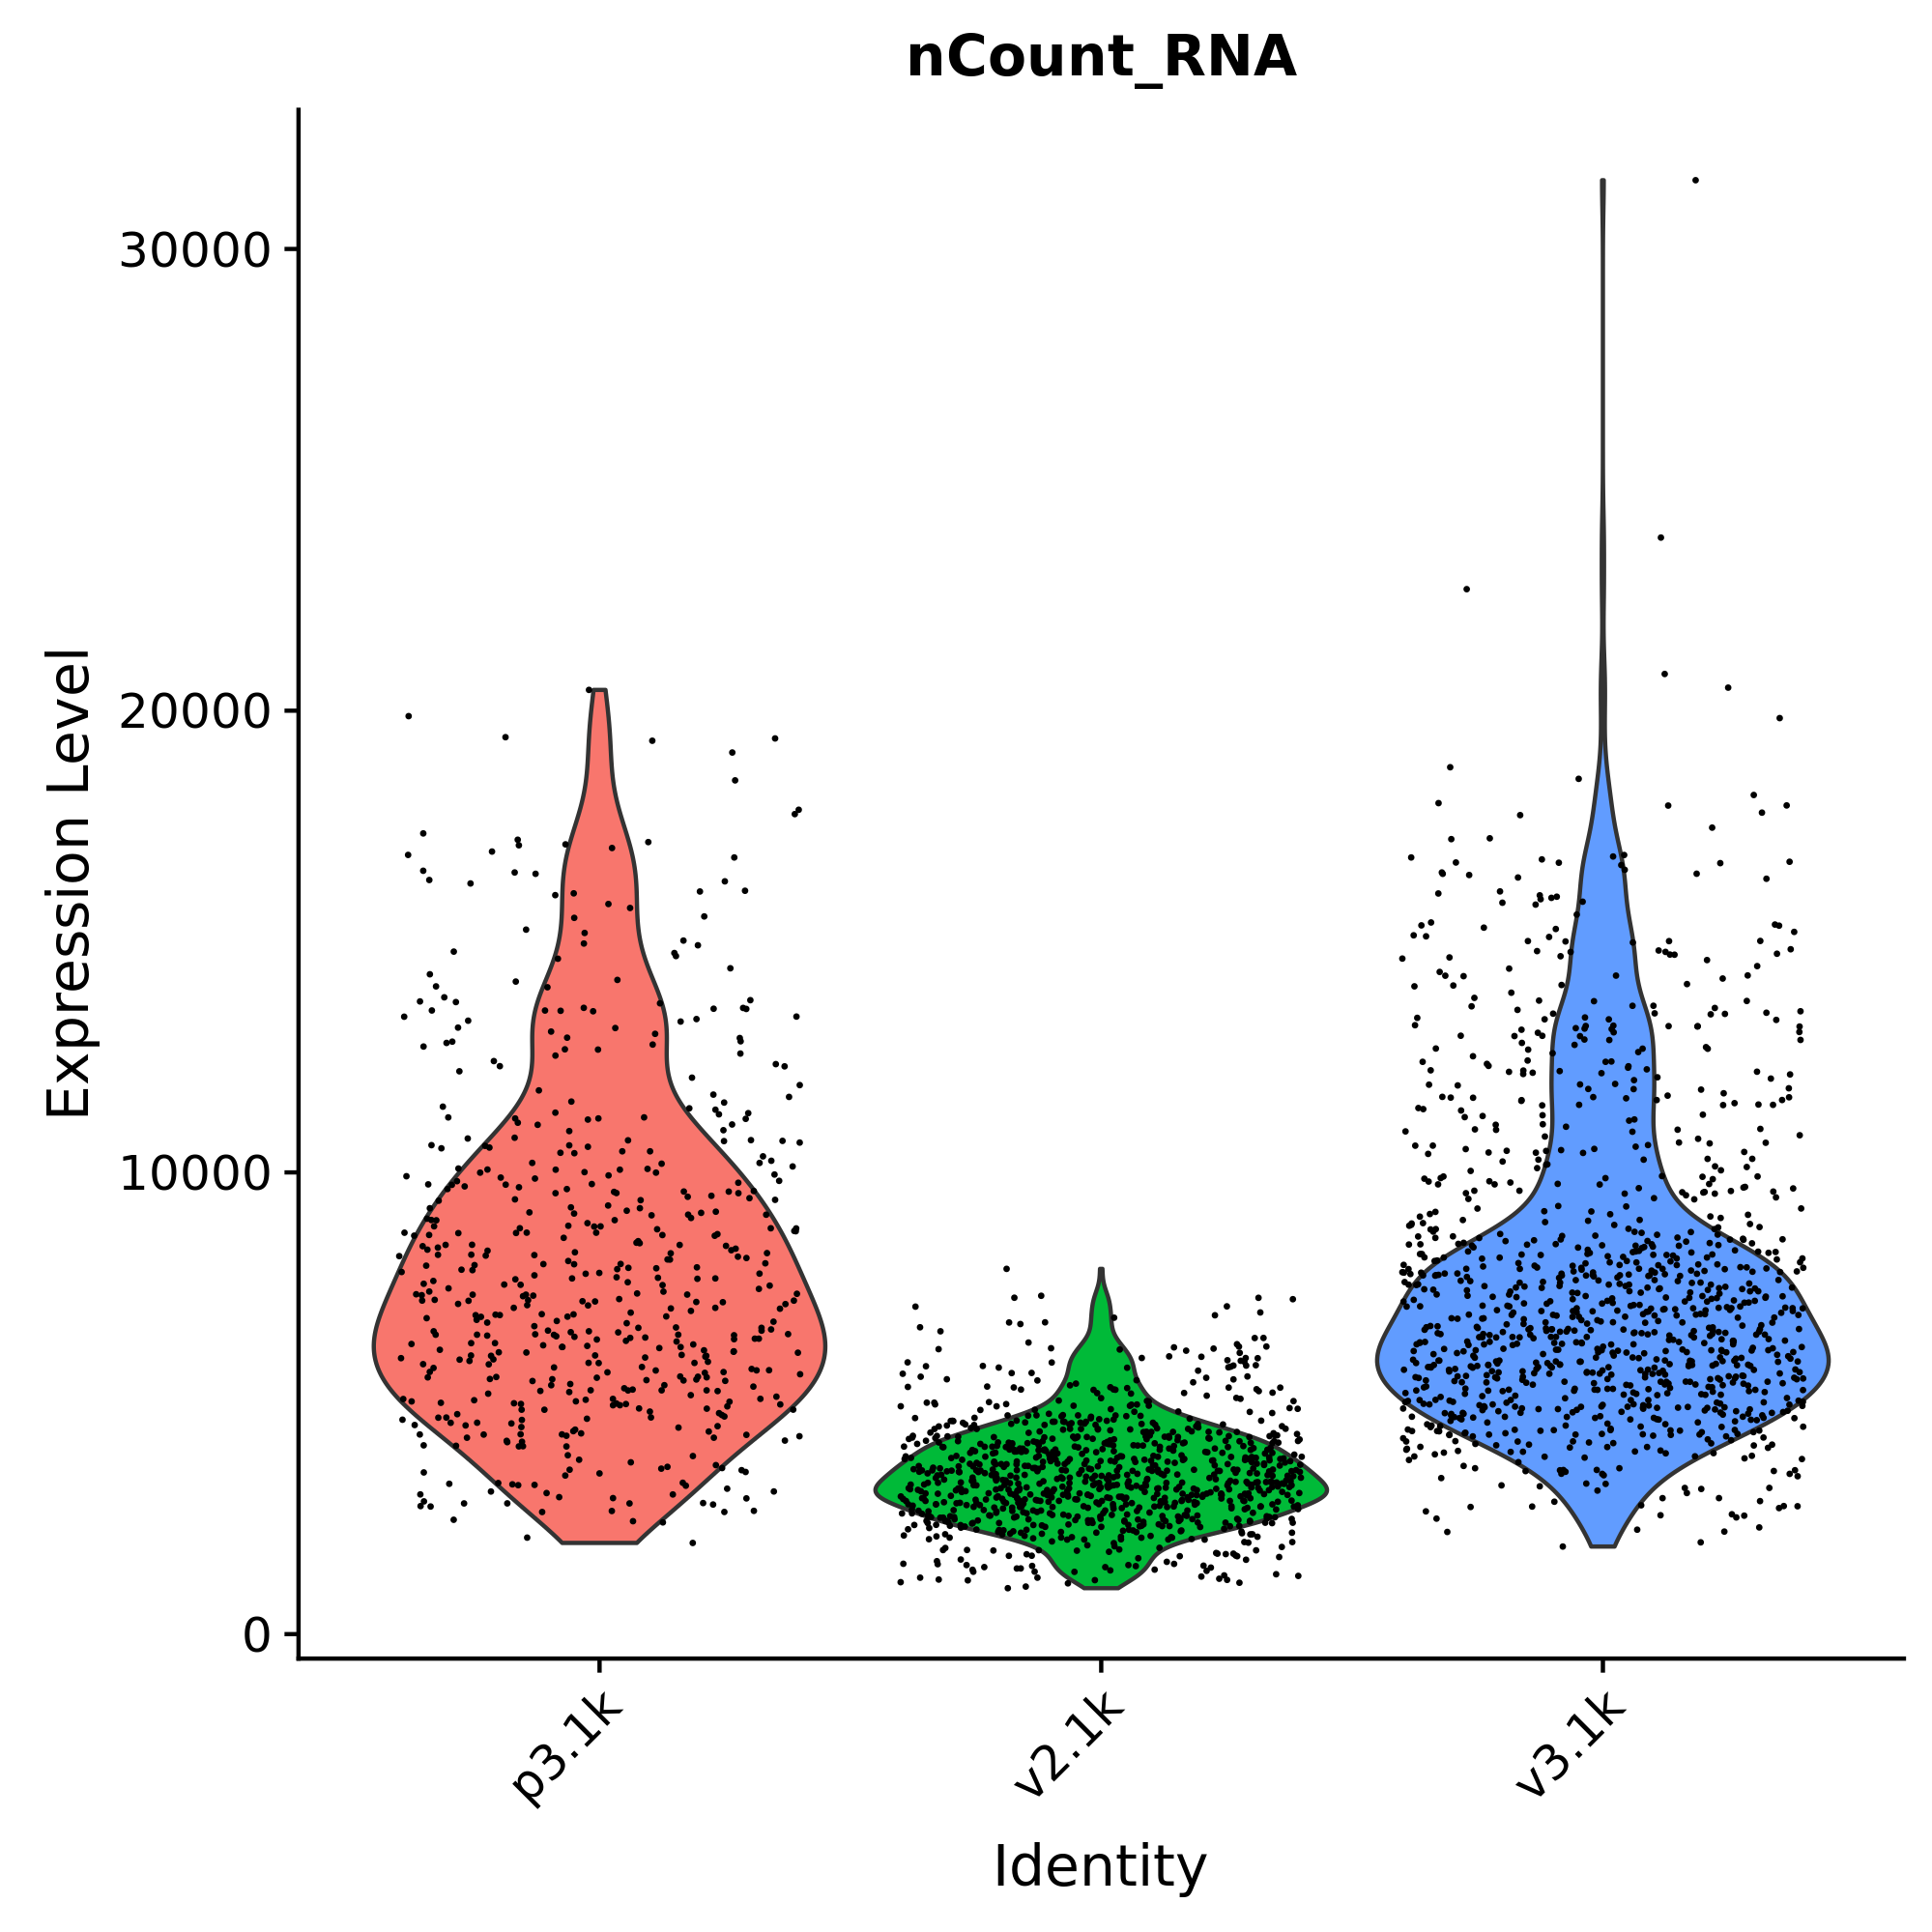 nCount_RNA
Expression Level
30000
20000
10000
0
p3.1k
v2.1k
v3.1k
Identity